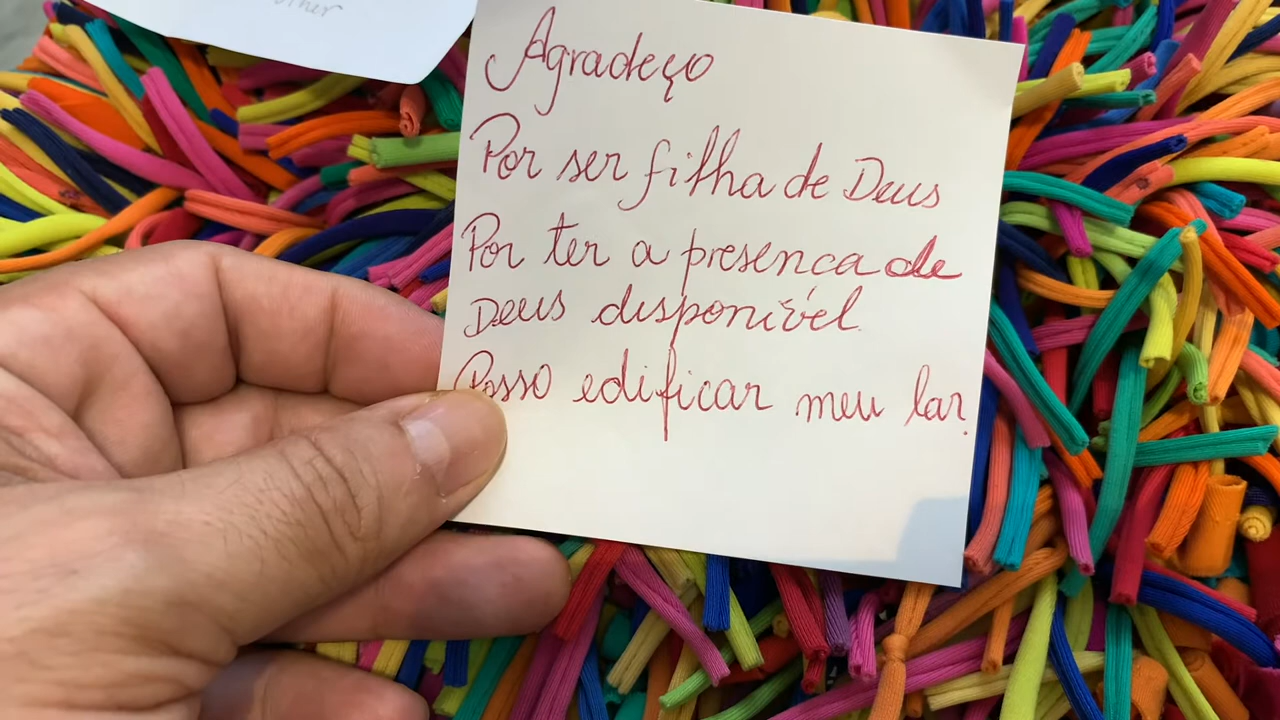 Agradeço
Por ser filha de Deus
Por ter a presenca de
Deus disponível.
Posso edificar meu lar.